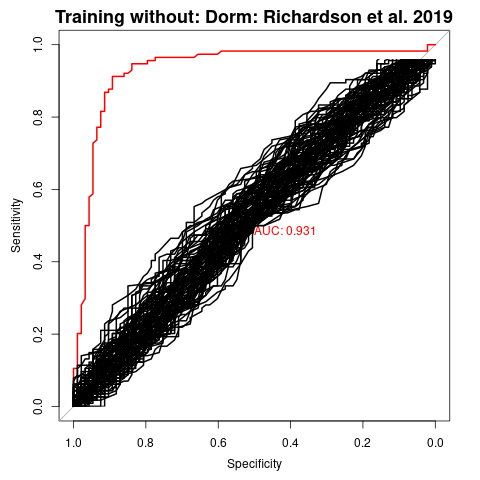 Training without: Dorm: Richardson et al. 2019
1.0
0.8
0.6
0.4
0.2
0.0
Sensitivity
AUC: 0.931
1.0 0.8 0.6 0.4 0.2 0.0
Specificity